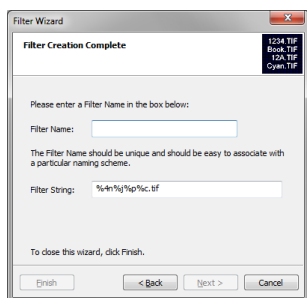 Filter Wizard
Filter Creation Complete
1234.TIF
Book.TIF
12A.TIF
Cyan.TIF
Please enter a Filter Name in the box below:
Filter Name:
The Filter Name should be unique and should be easy to associate with
a particular naming scheme.
Filter String: %4n%j%p%c.tif
To close this wizard, click Finish.
Finish < Back Next > Cancel